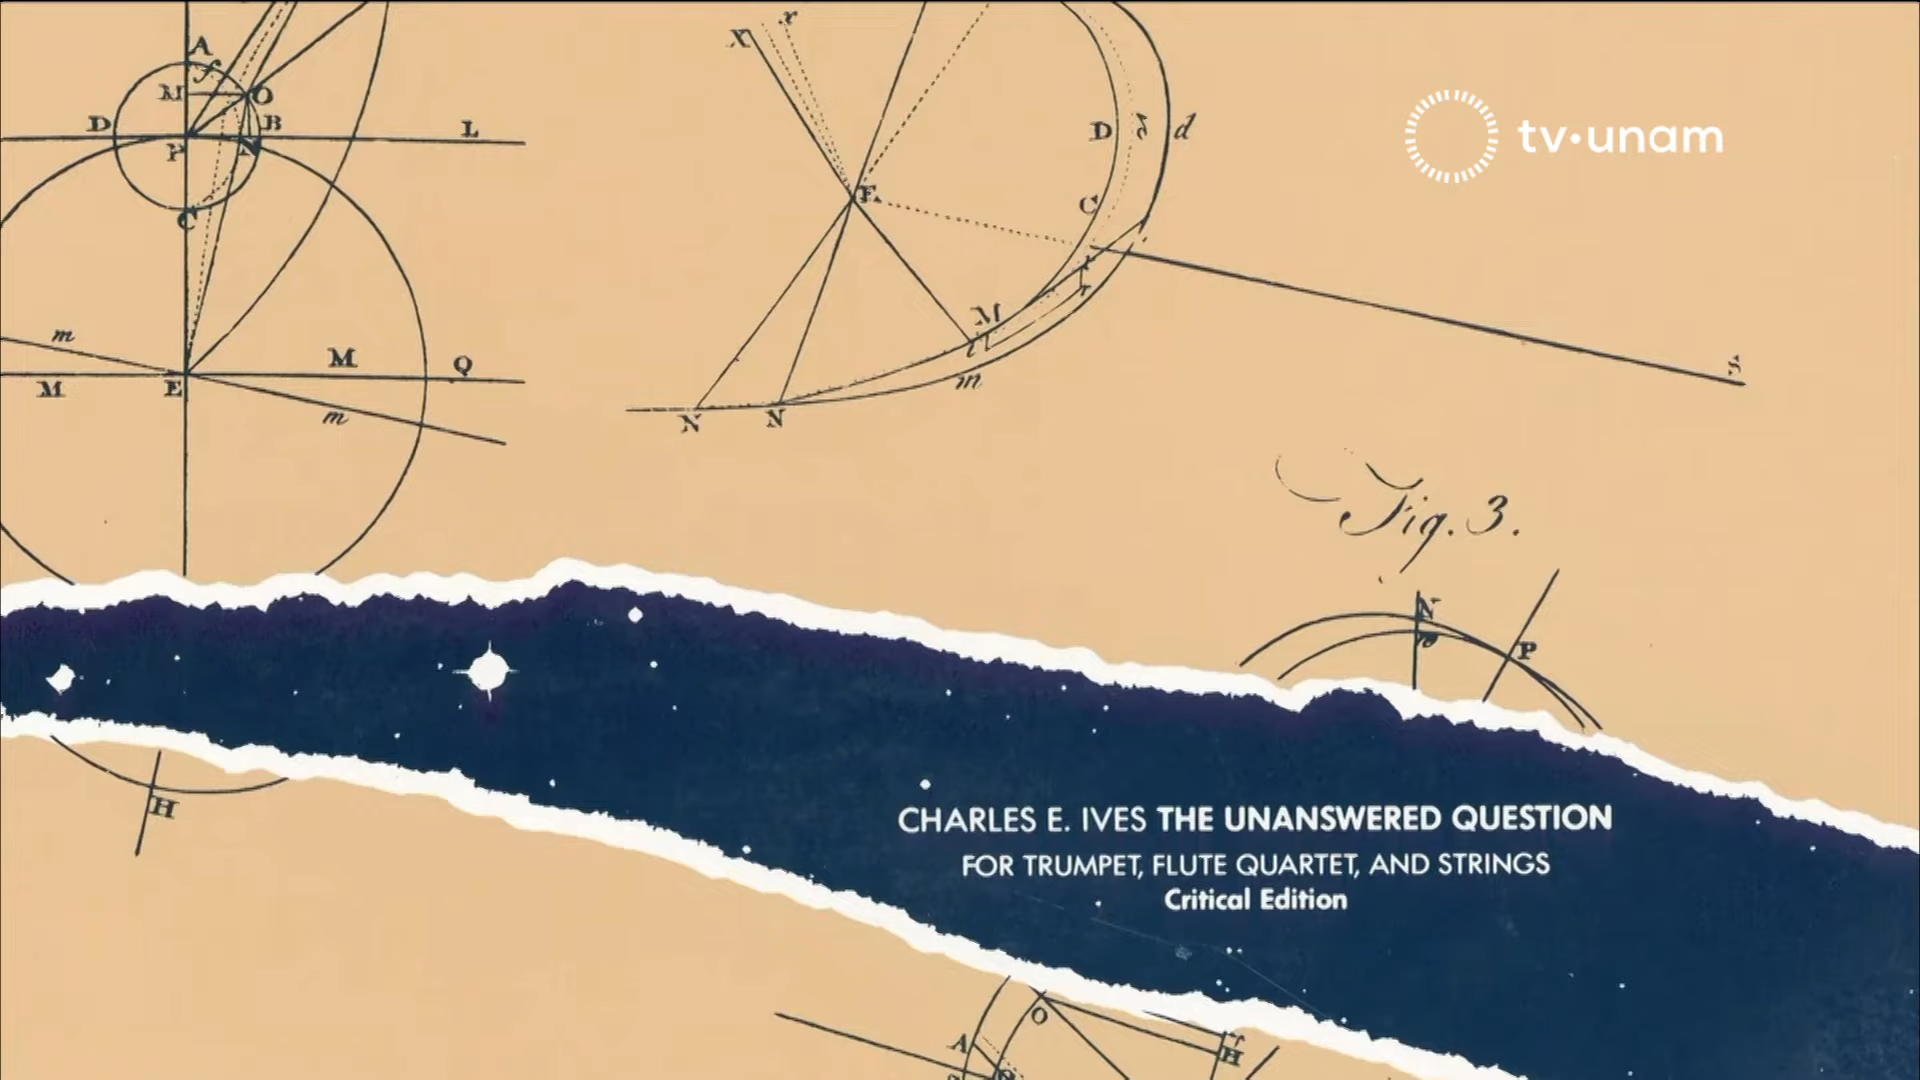 A
f
M O
D B L
P N
C
m
M Q
M E
m
X x
F
D d
C
M
m
N N
S
tv·unam
Fig. 3.
N
P
H
CHARLES E. IVES THE UNANSWERED QUESTION
FOR TRUMPET, FLUTE QUARTET, AND STRINGS
Critical Edition
O
A
H